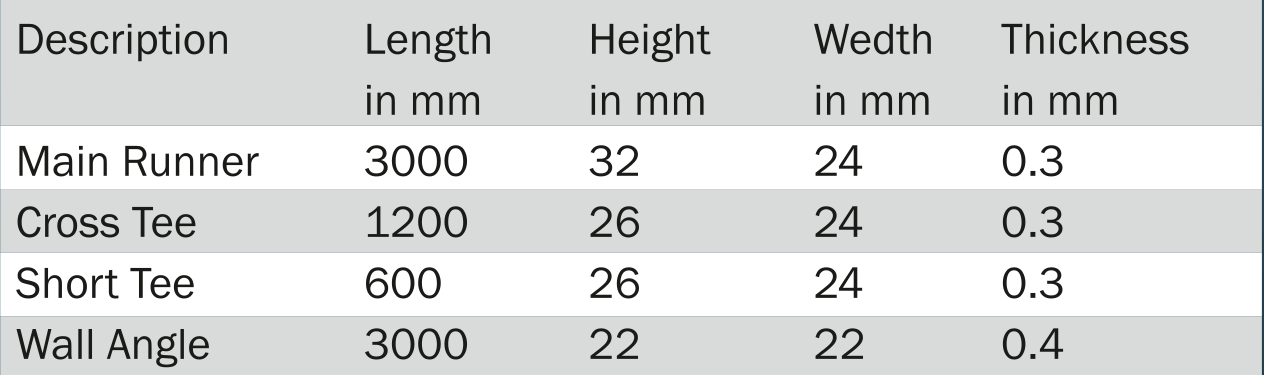 Description Length Height Wedth Thickness
in mm in mm in mm in mm
Main Runner 3000 32 24 0.3
Cross Tee 1200 26 24 0.3
Short Tee 600 26 24 0.3
Wall Angle 3000 22 22 0.4